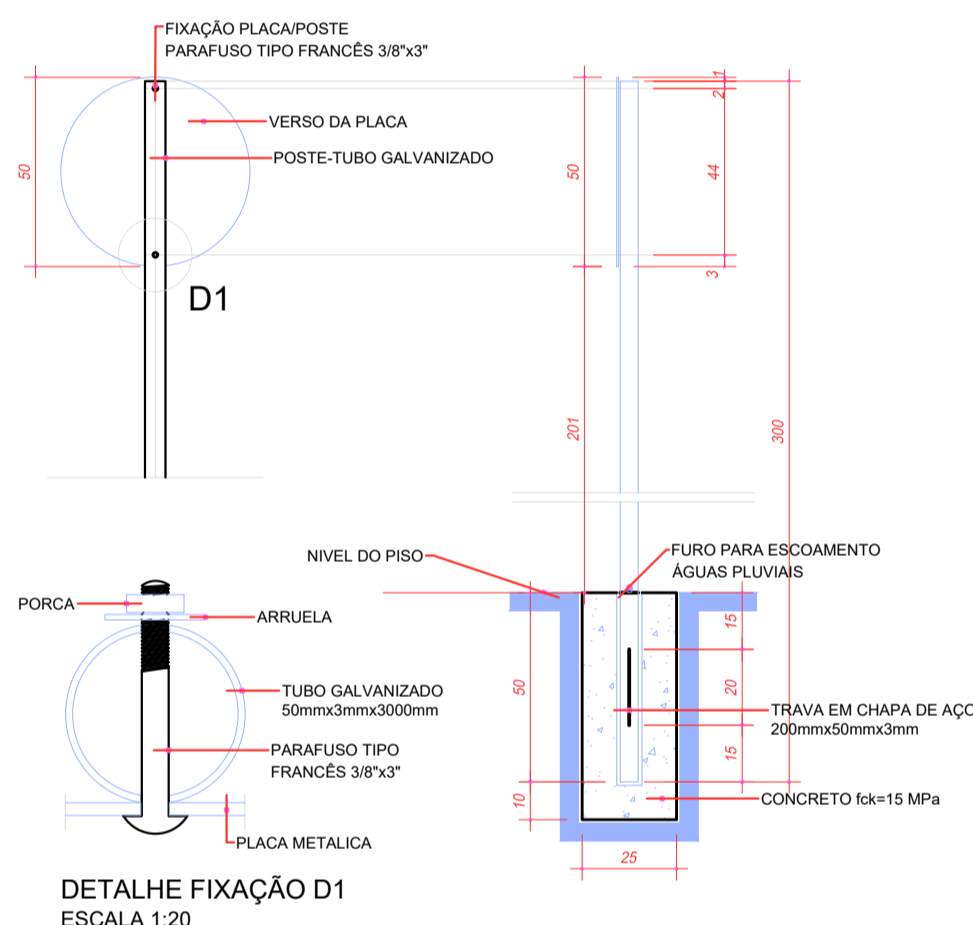 FIXAÇÃO PLACA/POSTE
PARAFUSO TIPO FRANCÊS 3/8"x3"
VERSO DA PLACA
POSTE-TUBO GALVANIZADO
50
D1
50
1
2
44
3
201
300
NIVEL DO PISO
FURO PARA ESCOAMENTO
ÁGUAS PLUVIAIS
PORCA
ARRUELA
TUBO GALVANIZADO
50mmx3mmx3000mm
PARAFUSO TIPO
FRANCÊS 3/8"x3"
PLACA METALICA
50
10
15
20
15
TRAVA EM CHAPA DE AÇO
200mmx50mmx3mm
CONCRETO fck=15 MPa
25
DETALHE FIXAÇÃO D1
ESCALA 1:20